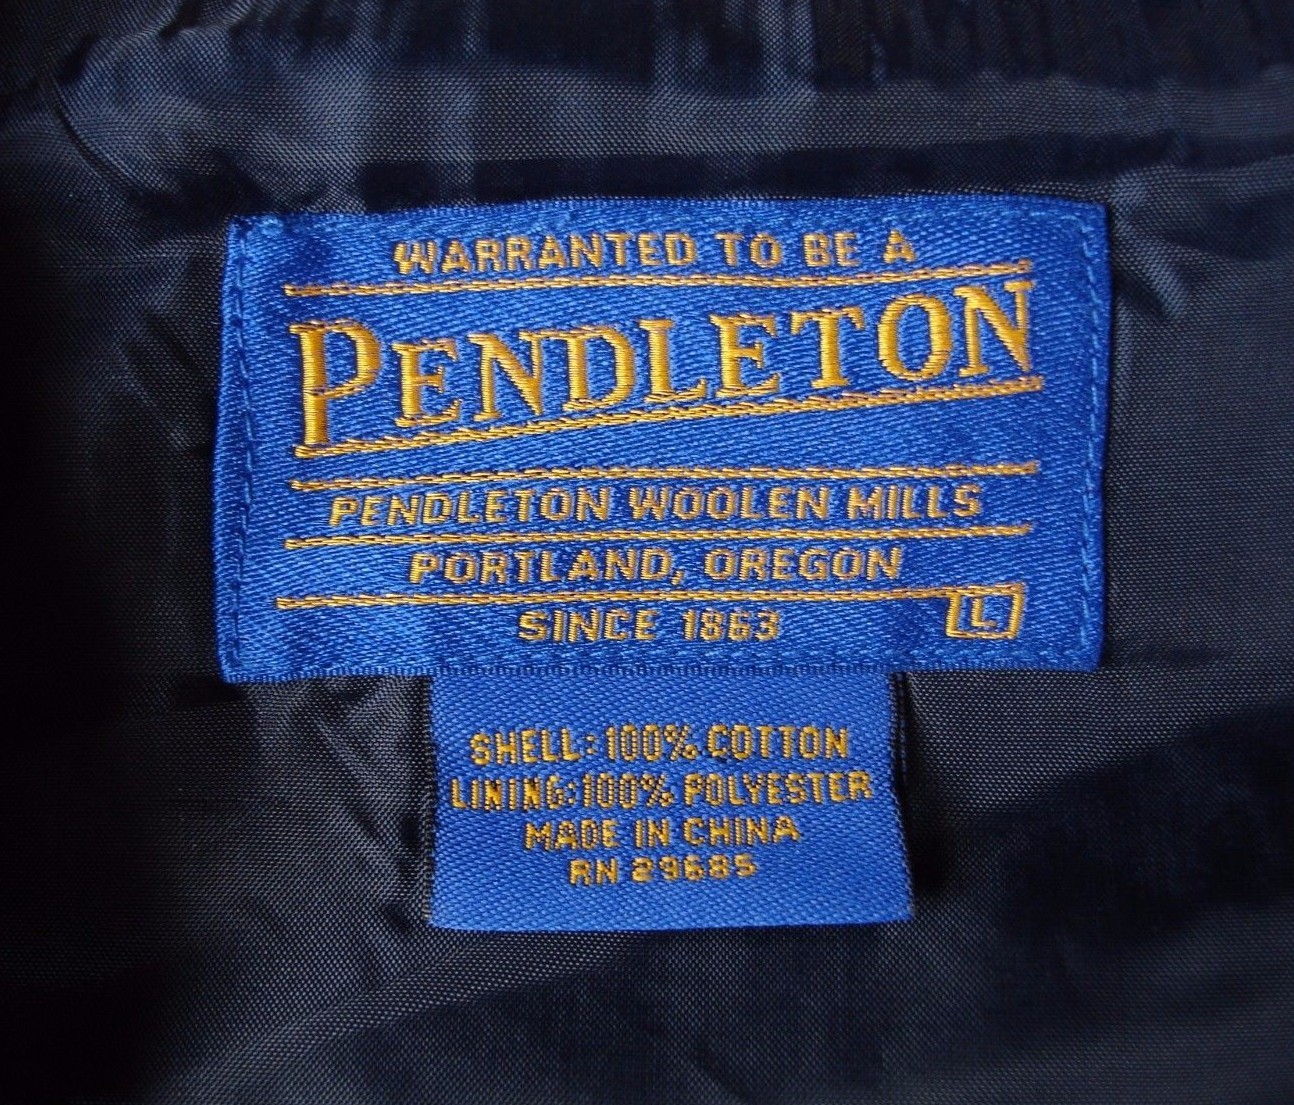 WARRANTED TO BE A
PENDLETON
PENDLETON WOOLEN MILLS
PORTLAND, OREGON
SINCE 1863
L
SHELL: 100% COTTON
LINING: 100% POLYESTER
MADE IN CHINA
RN 29685